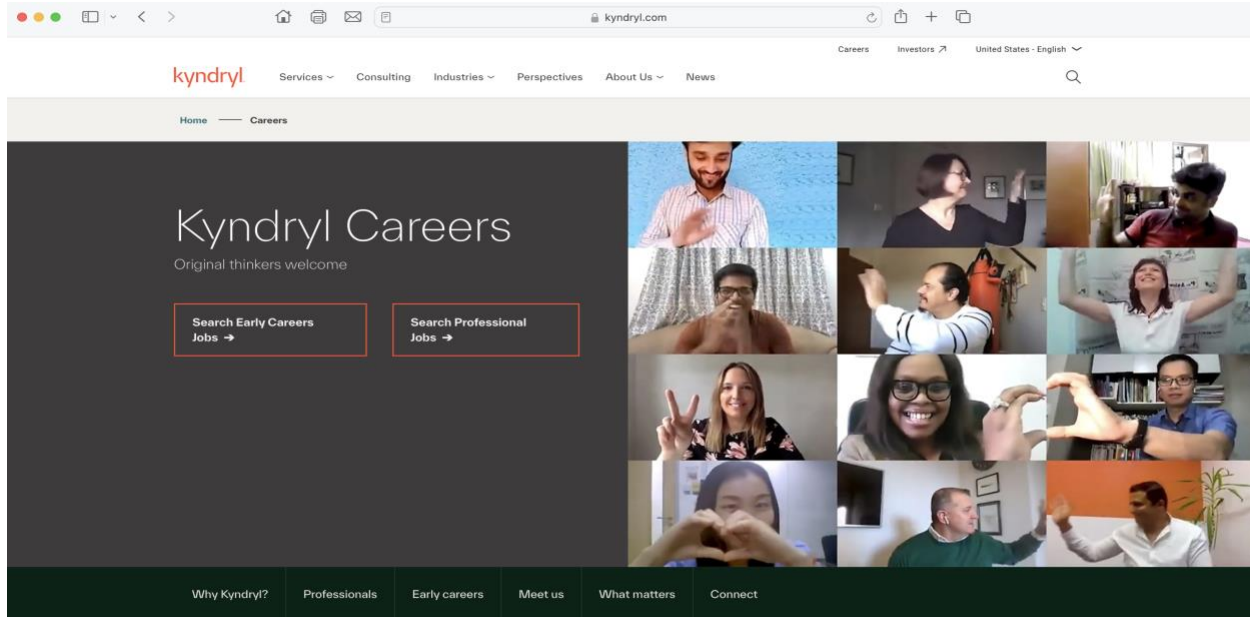 kyndryl.com
Careers Investors ↗ United States - English
kyndryl
Services Consulting Industries Perspectives About Us News
Home — Careers
Kyndryl Careers
Original thinkers welcome
Search Early Careers
Jobs →
Search Professional
Jobs →
Why Kyndryl? Professionals Early careers Meet us What matters Connect